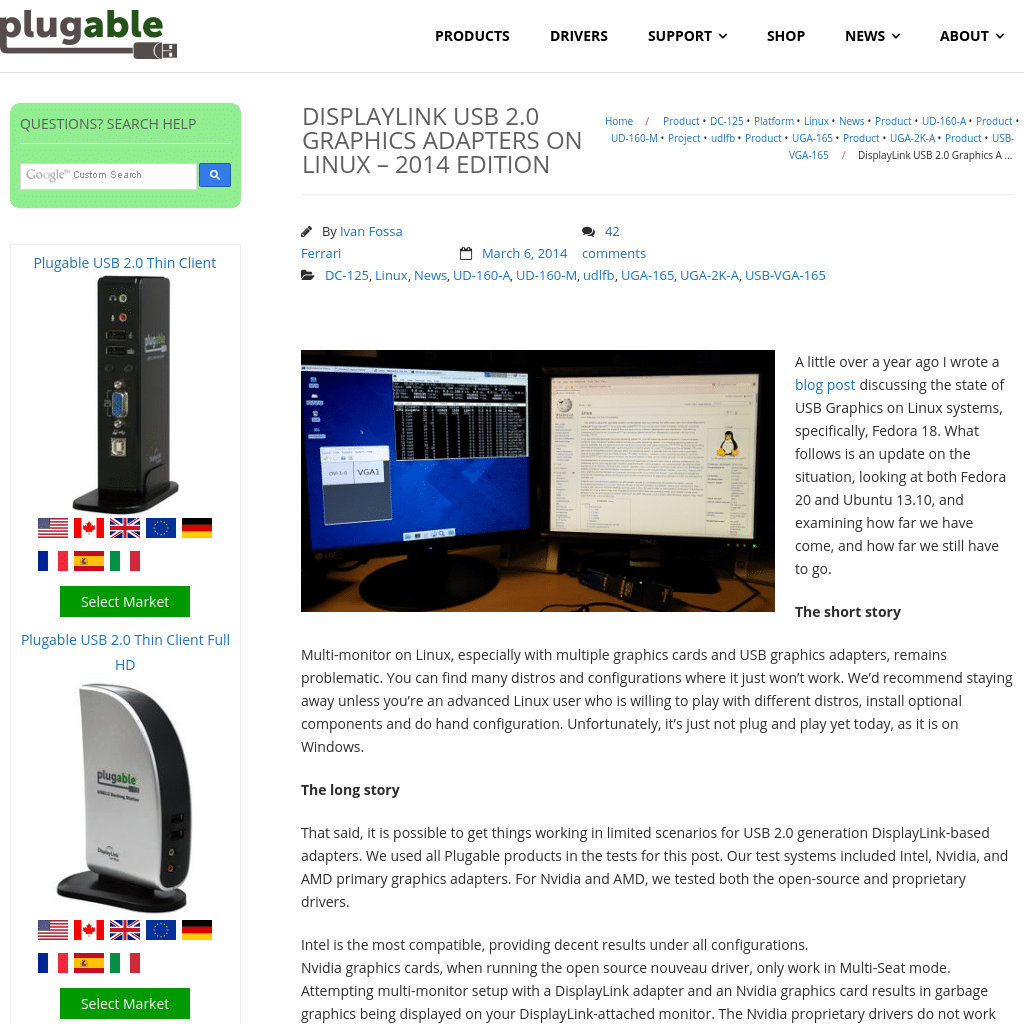 plugable
PRODUCTS DRIVERS SUPPORT SHOP NEWS ABOUT
QUESTIONS? SEARCH HELP
Google™ Custom Search
Plugable USB 2.0 Thin Client
plugable
Select Market
Plugable USB 2.0 Thin Client Full
HD
plugable
USB2.0 Docking Station
DisplayLink
Select Market
DISPLAYLINK USB 2.0
GRAPHICS ADAPTERS ON
LINUX – 2014 EDITION
Home / Product • DC-125 • Platform • Linux • News • Product • UD-160-A • Product •
UD-160-M • Project • udlfb • Product • UGA-165 • Product • UGA-2K-A • Product • USB-
VGA-165 / DisplayLink USB 2.0 Graphics A ...
By Ivan Fossa
Ferrari
March 6, 2014
42
comments
DC-125, Linux, News, UD-160-A, UD-160-M, udlfb, UGA-165, UGA-2K-A, USB-VGA-165
DVI-1-0 VGA1
A little over a year ago I wrote a
blog post discussing the state of
USB Graphics on Linux systems,
specifically, Fedora 18. What
follows is an update on the
situation, looking at both Fedora
20 and Ubuntu 13.10, and
examining how far we have
come, and how far we still have
to go.
The short story
Multi-monitor on Linux, especially with multiple graphics cards and USB graphics adapters, remains
problematic. You can find many distros and configurations where it just won’t work. We’d recommend staying
away unless you’re an advanced Linux user who is willing to play with different distros, install optional
components and do hand configuration. Unfortunately, it’s just not plug and play yet today, as it is on
Windows.
The long story
That said, it is possible to get things working in limited scenarios for USB 2.0 generation DisplayLink-based
adapters. We used all Plugable products in the tests for this post. Our test systems included Intel, Nvidia, and
AMD primary graphics adapters. For Nvidia and AMD, we tested both the open-source and proprietary
drivers.
Intel is the most compatible, providing decent results under all configurations.
Nvidia graphics cards, when running the open source nouveau driver, only work in Multi-Seat mode.
Attempting multi-monitor setup with a DisplayLink adapter and an Nvidia graphics card results in garbage
graphics being displayed on your DisplayLink-attached monitor. The Nvidia proprietary drivers do not work